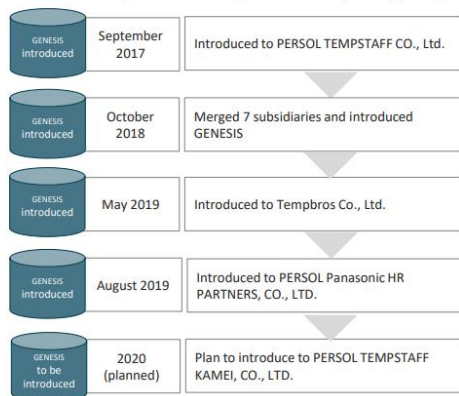 GENESIS
introduced
September
2017
Introduced to PERSOL TEMPSTAFF CO., Ltd.
GENESIS
introduced
October
2018
Merged 7 subsidiaries and introduced
GENESIS
GENESIS
introduced
May 2019
Introduced to Tempbros Co., Ltd.
GENESIS
introduced
August 2019
Introduced to PERSOL Panasonic HR
PARTNERS, CO., LTD.
GENESIS
to be
introduced
2020
(planned)
Plan to introduce to PERSOL TEMPSTAFF
KAMEI, CO., LTD.